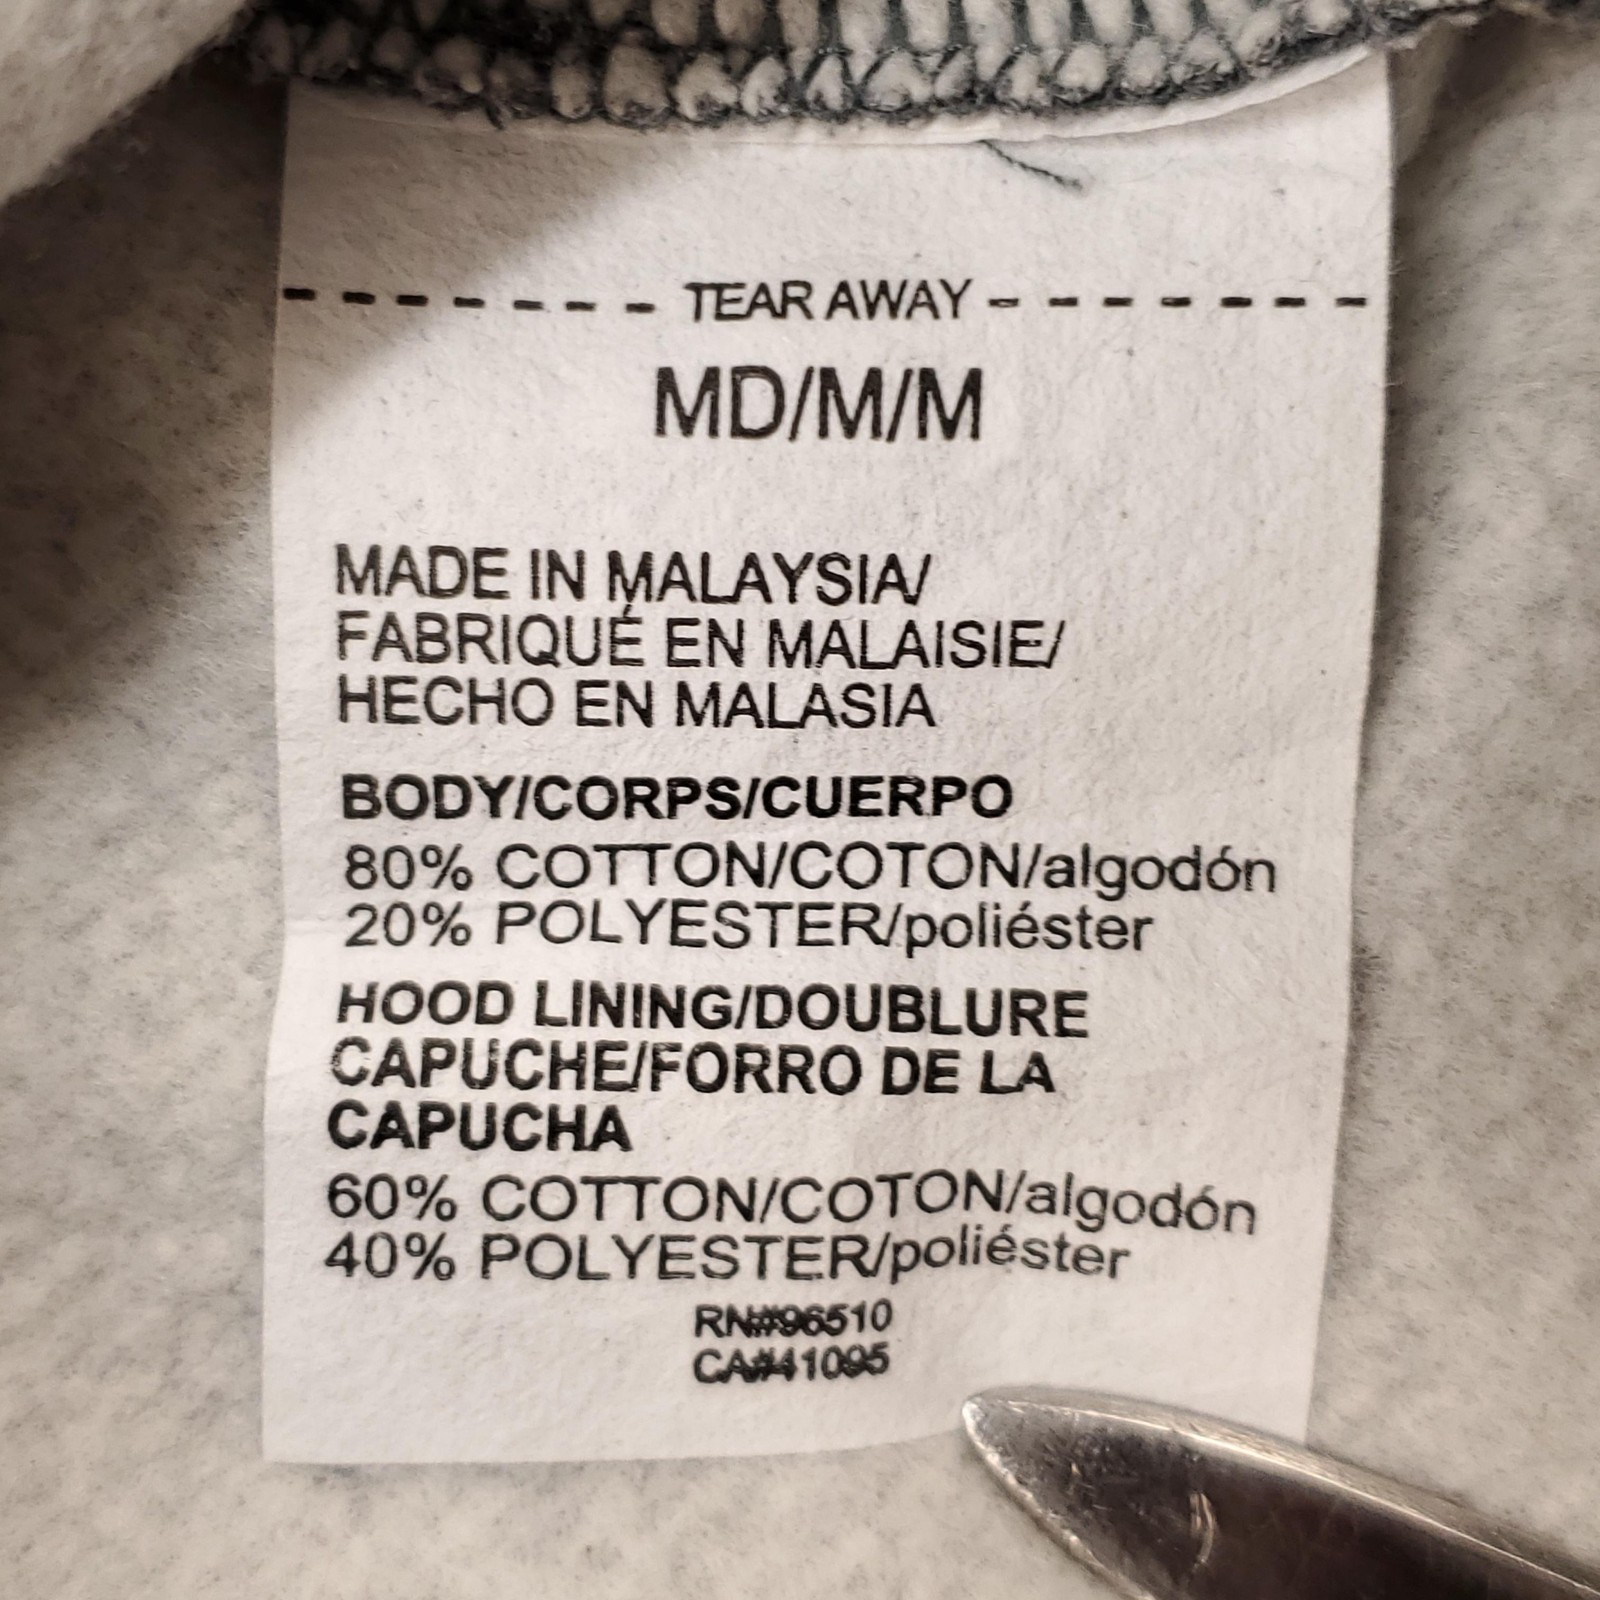 TEAR AWAY
MD/M/M
MADE IN MALAYSIA/
FABRIQUÉ EN MALAISIE/
HECHO EN MALASIA
BODY/CORPS/CUERPO
80% COTTON/COTON/algodón
20% POLYESTER/poliéster
HOOD LINING/DOUBLURE
CAPUCHE/FORRO DE LA
CAPUCHA
60% COTTON/COTON/algodón
40% POLYESTER/poliéster
RN#96510
CA#41095